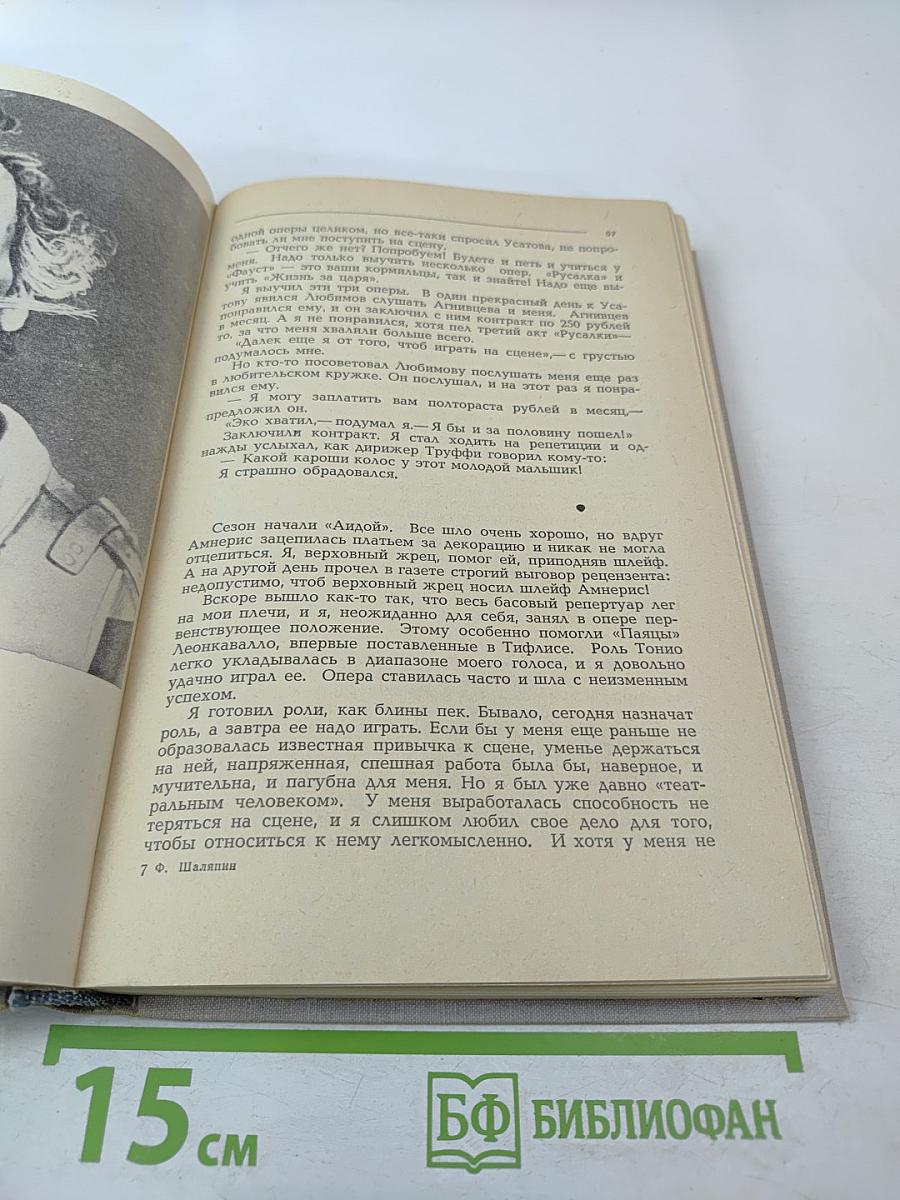 97
одной оперы целиком, но все-таки спросил Усатова, не попро-
бовать ли мне поступить на сцену.
— Отчего же нет? Попробуем! Будете и петь и учиться у
меня. Надо только выучить несколько опер, «Русалка» и
«Фауст» — это ваши кормильцы, так и знайте! Надо еще вы-
учить «Жизнь за царя».
Я выучил эти три оперы. В один прекрасный день к Уса-
тову явился Любимов слушать Агнивцева и меня. Агнивцев
понравился ему, и он заключил с ним контракт по 250 рублей
в месяц. А я не понравился, хотя пел третий акт «Русалки»—
то, за что меня хвалили больше всего.
«Далек еще я от того, чтоб играть на сцене»,— с грустью
подумалось мне.
Но кто-то посоветовал Любимову послушать меня еще раз
в любительском кружке. Он послушал, и на этот раз я понра-
вился ему.
— Я могу заплатить вам полтораста рублей в месяц,—
предложил он.
«Эко хватил,— подумал я.— Я бы и за половину пошел!»
Заключили контракт. Я стал ходить на репетиции и од-
нажды услыхал, как дирижер Труффи говорил кому-то:
— Какой кароши колос у этот молодой мальшик!
Я страшно обрадовался.
Сезон начали «Аидой». Все шло очень хорошо, но вдруг
Амнерис зацепилась платьем за декорацию и никак не могла
отцепиться. Я, верховный жрец, помог ей, приподняв шлейф.
А на другой день прочел в газете строгий выговор рецензента:
недопустимо, чтоб верховный жрец носил шлейф Амнерис!
Вскоре вышло как-то так, что весь басовый репертуар лег
на мои плечи, и я, неожиданно для себя, занял в опере пер-
венствующее положение. Этому особенно помогли «Паяцы»
Леонкавалло, впервые поставленные в Тифлисе. Роль Тонио
легко укладывалась в диапазоне моего голоса, и я довольно
удачно играл ее. Опера ставилась часто и шла с неизменным
успехом.
Я готовил роли, как блины пек. Бывало, сегодня назначат
роль, а завтра ее надо играть. Если бы у меня еще раньше не
образовалась известная привычка к сцене, уменье держаться
на ней, напряженная, спешная работа была бы, наверное, и
мучительна, и пагубна для меня. Но я был уже давно «теат-
ральным человеком». У меня выработалась способность не
теряться на сцене, и я слишком любил свое дело для того,
чтобы относиться к нему легкомысленно. И хотя у меня не
7 Ф. Шаляпин
15 см
БФ БИБЛИОФАН